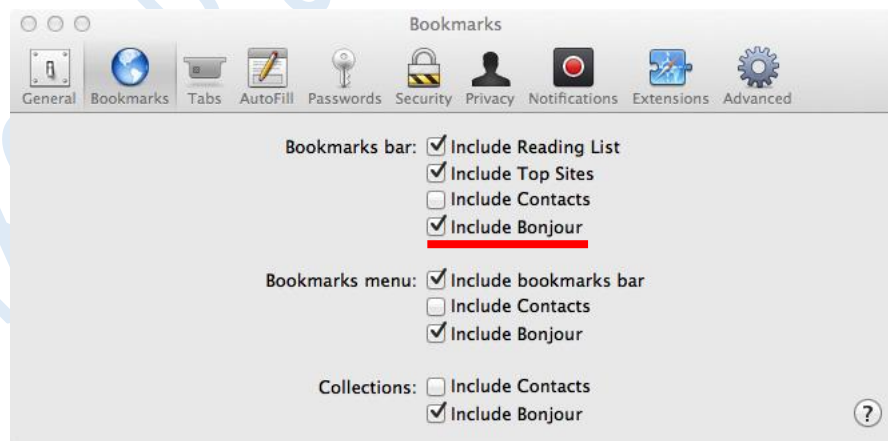 Bookmarks
General Bookmarks Tabs AutoFill Passwords Security Privacy Notifications Extensions Advanced
Bookmarks bar: Include Reading List
Include Top Sites
Include Contacts
Include Bonjour
Bookmarks menu: Include bookmarks bar
Include Contacts
Include Bonjour
Collections: Include Contacts
Include Bonjour
?